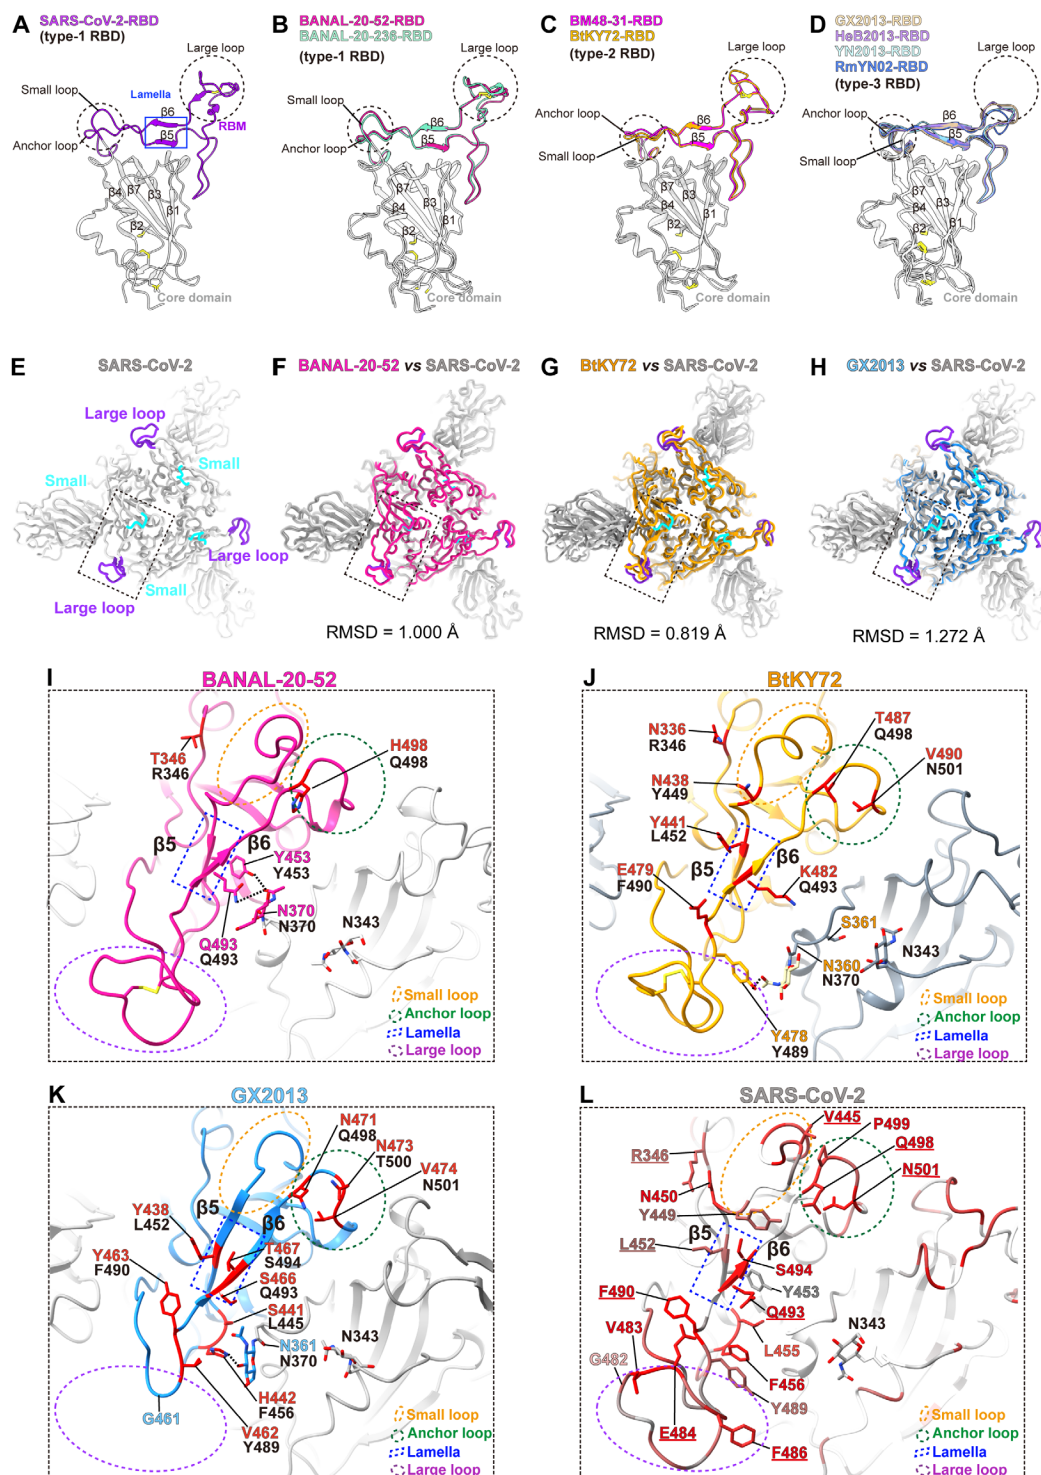 A SARS-CoV-2-RBD
(type-1 RBD)
Large loop
Small loop
Lamella
β6
RBM
β5
Anchor loop
β4
β7
β3
β1
β2
Core domain
B BANAL-20-52-RBD
BANAL-20-236-RBD
(type-1 RBD)
Large loop
Small loop
β6
β5
Anchor loop
β7
β4
β3
β1
β2
Core domain
C BM48-31-RBD
BtKY72-RBD
(type-2 RBD)
Large loop
Anchor loop
β6
β5
Small loop
β7
β4
β3
β1
β2
Core domain
D GX2013-RBD
HeB2013-RBD
YN2013-RBD
RmYN02-RBD
(type-3 RBD)
Large loop
Anchor loop
β6
β5
Small loop
β7
β4
β3
β1
β2
Core domain
E SARS-CoV-2
Large loop
Small
Small
Large loop
Small
Large loop
F BANAL-20-52 vs SARS-CoV-2
RMSD = 1.000 Å
G BtKY72 vs SARS-CoV-2
RMSD = 0.819 Å
H GX2013 vs SARS-CoV-2
RMSD = 1.272 Å
I BANAL-20-52
T346
R346
H498
Q498
β5
β6
Y453
Y453
N370
N370
N343
Q493
Q493
Small loop
Anchor loop
Lamella
Large loop
J BtKY72
N336
R346
T487
Q498
V490
N501
N438
Y449
Y441
L452
β5
β6
E479
F490
K482
Q493
S361
N343
N360
N370
Y478
Y489
Small loop
Anchor loop
Lamella
Large loop
K GX2013
N471
Q498
N473
T500
V474
N501
β5
β6
Y438
L452
Y463
F490
T467
S494
S466
Q493
S441
L445
N361
N370
N343
H442
F456
G461
V462
Y489
L SARS-CoV-2
V445
P499
Q498
R346
N501
N450
Y449
β5
β6
L452
S494
Y453
F490
Q493
N343
V483
L455
G482
F456
Y489
E484
F486
Small loop
Anchor loop
Lamella
Large loop